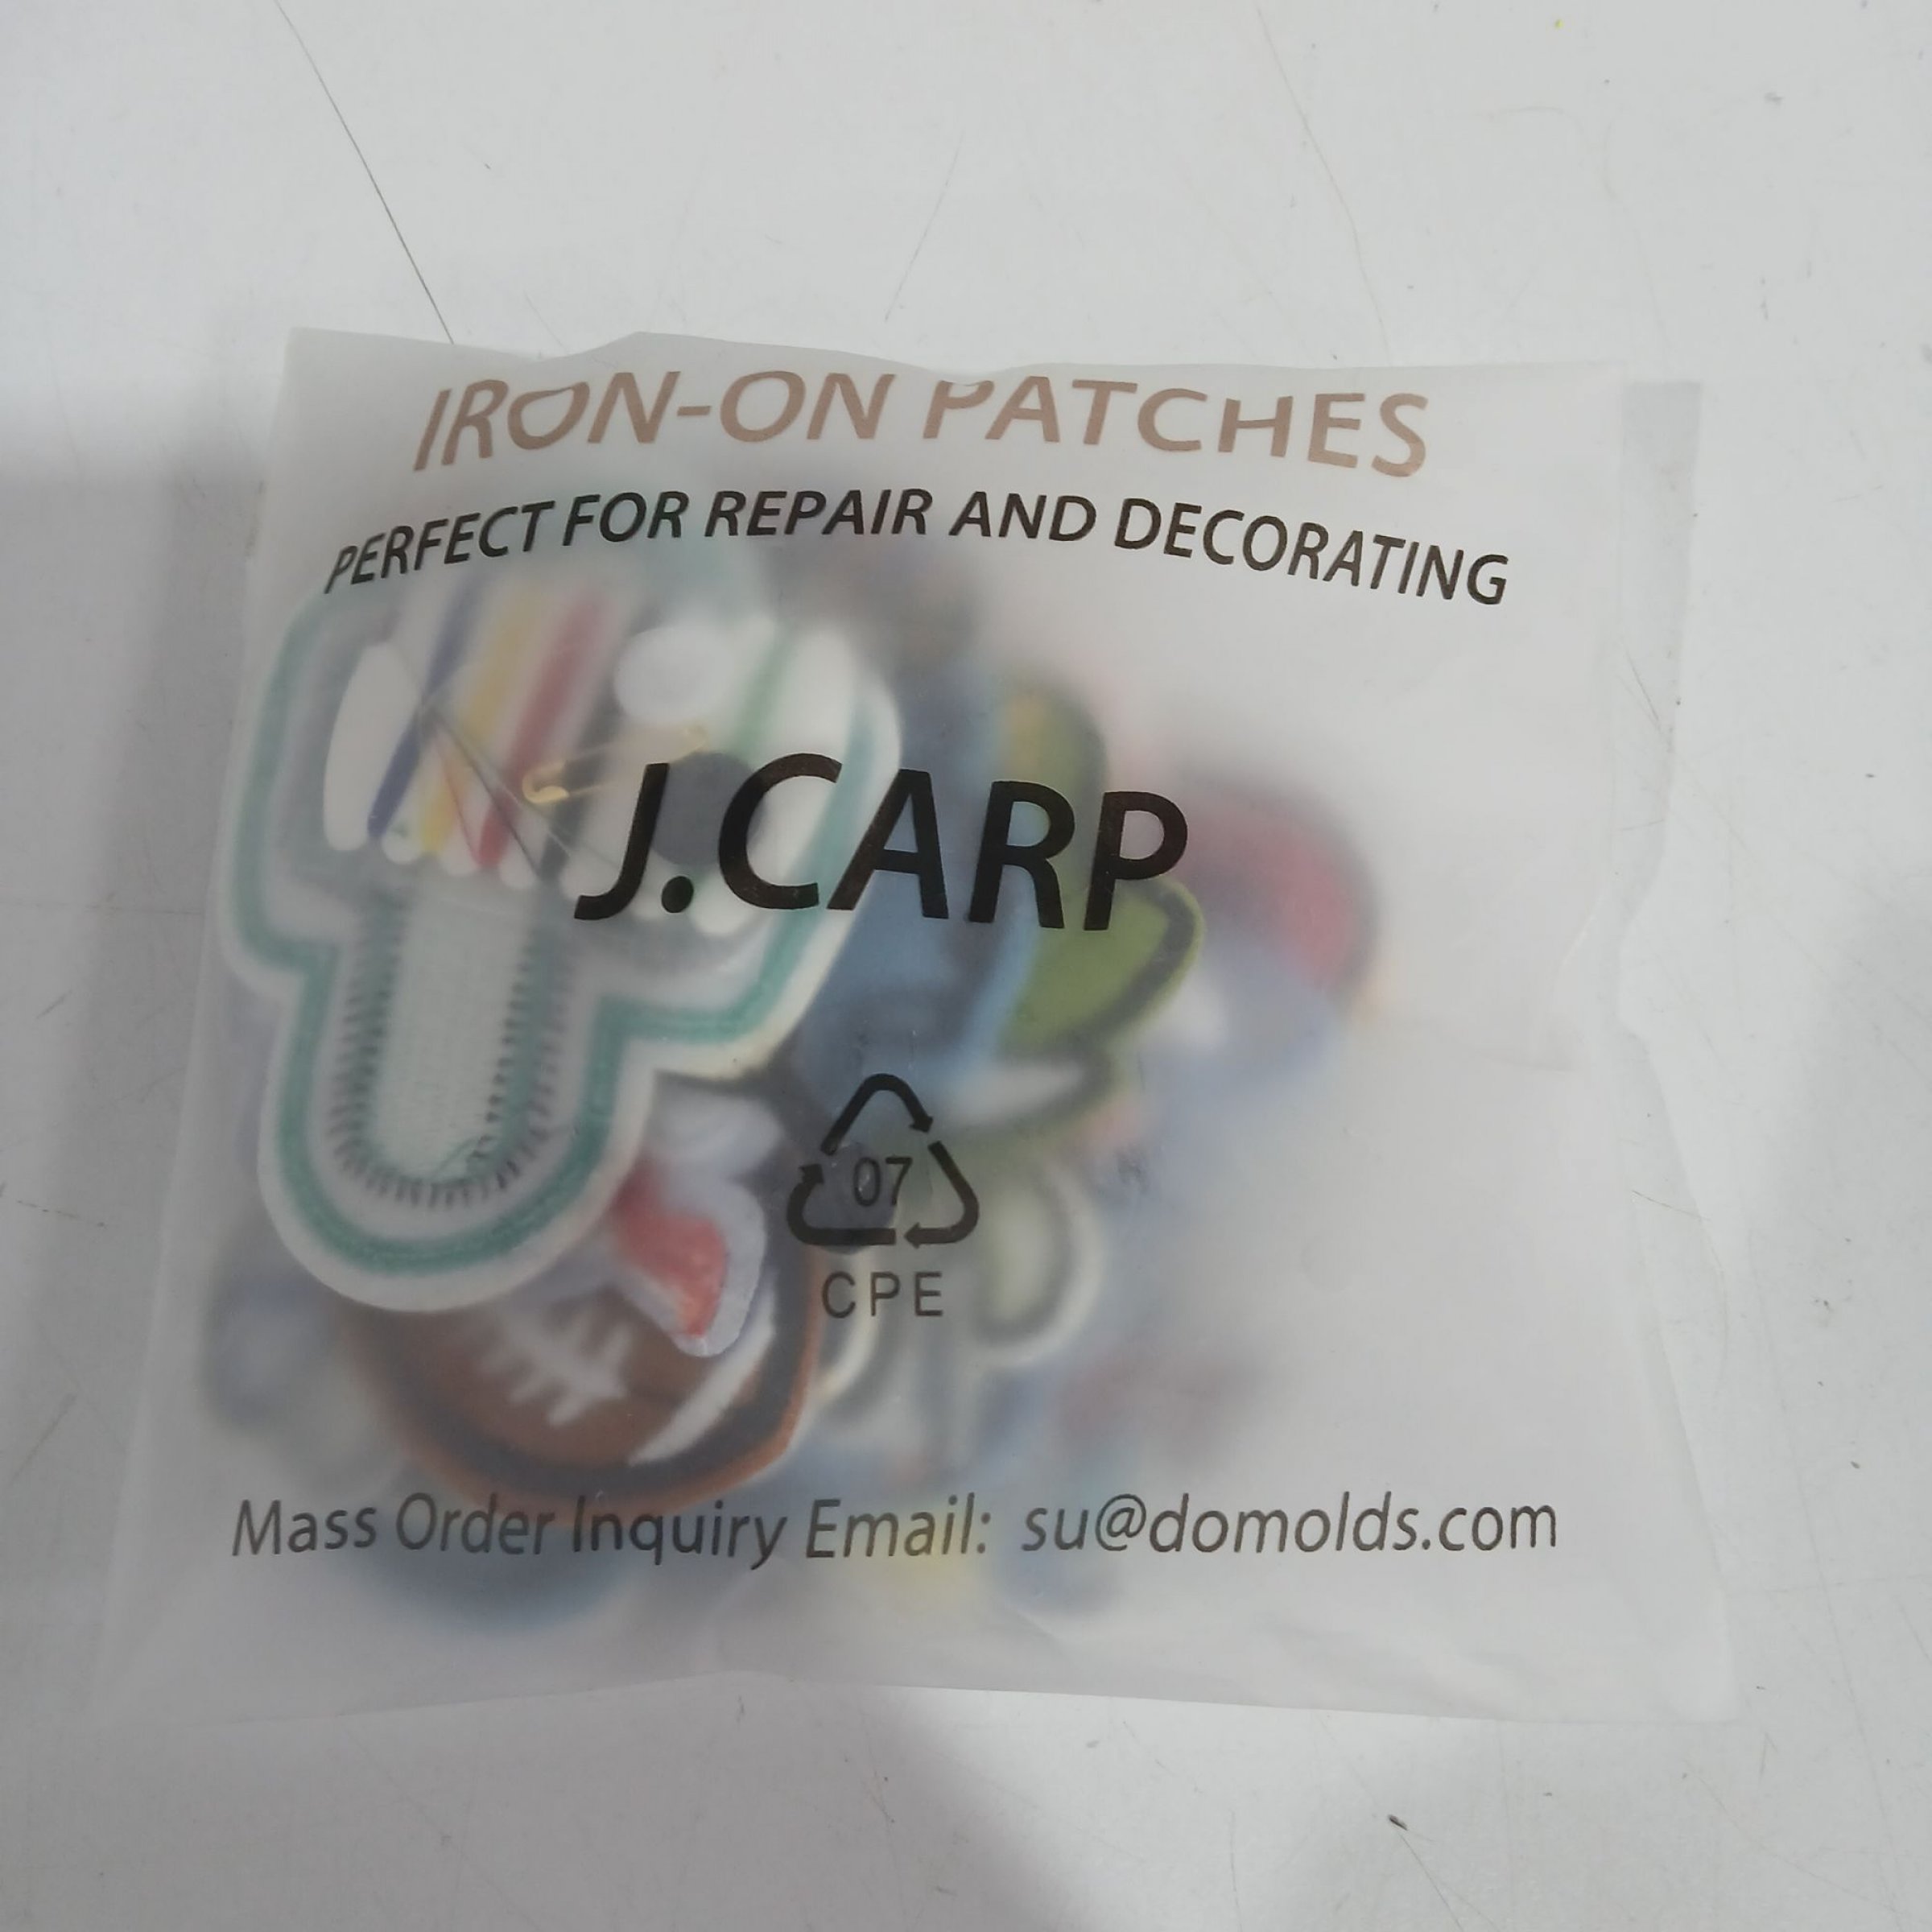 IRON-ON PATCHES
PERFECT FOR REPAIR AND DECORATING
J.CARP
07
CPE
Mass Order Inquiry Email: su@domolds.com